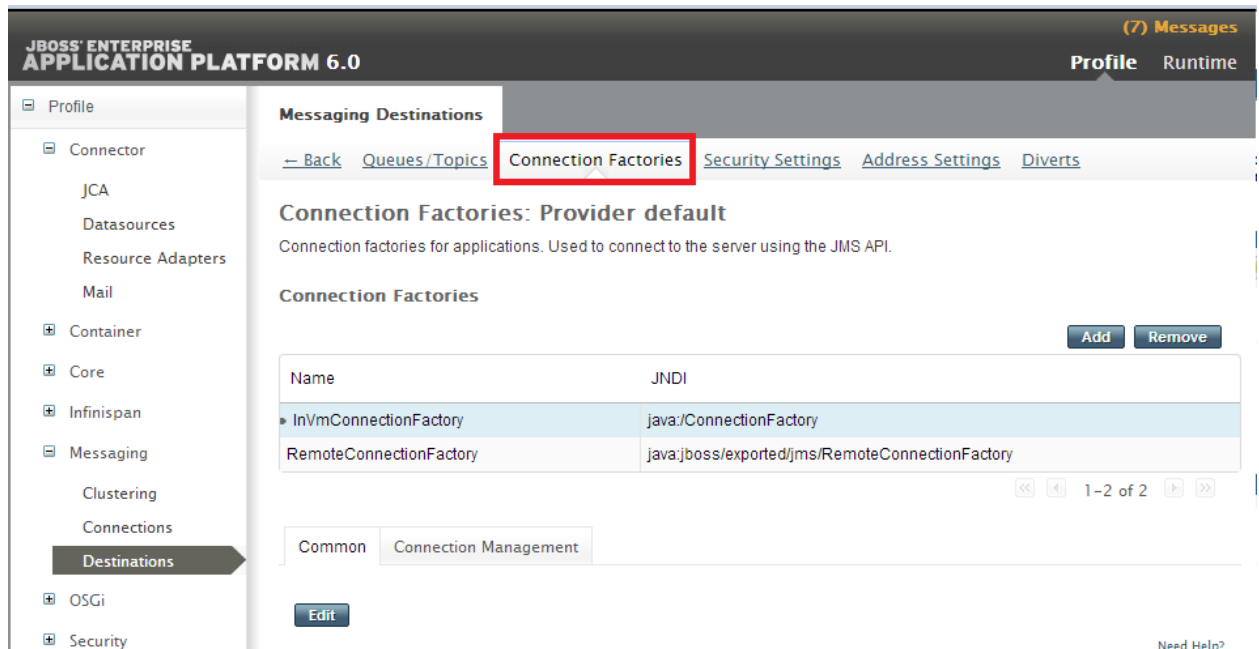 (7) Messages
JBOSS® ENTERPRISE
APPLICATION PLATFORM 6.0
Profile Runtime
Profile
Connector
JCA
Datasources
Resource Adapters
Mail
Container
Core
Infinispan
Messaging
Clustering
Connections
Destinations
OSGi
Security
Messaging Destinations
← Back Queues/Topics Connection Factories Security Settings Address Settings Diverts
Connection Factories: Provider default
Connection factories for applications. Used to connect to the server using the JMS API.
Connection Factories
Add Remove
Name JNDI
InVmConnectionFactory java:/ConnectionFactory
RemoteConnectionFactory java:jboss/exported/jms/RemoteConnectionFactory
1-2 of 2
Common Connection Management
Edit
Need Help?